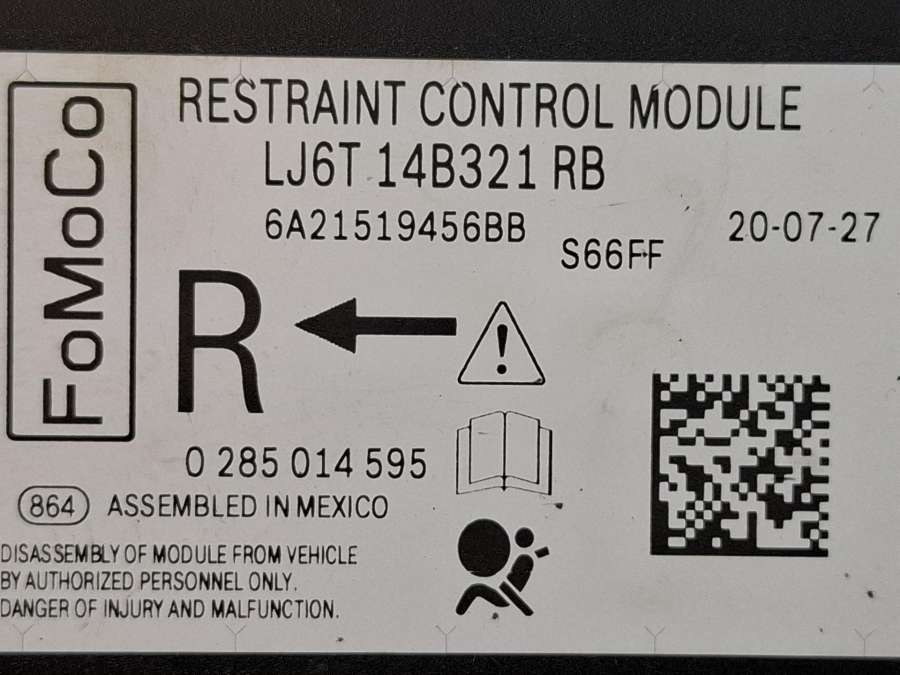 FoMoCo
RESTRAINT CONTROL MODULE
LJ6T 14B321 RB
6A21519456BB
20-07-27
S66FF
R
0 285 014 595
864 ASSEMBLED IN MEXICO
DISASSEMBLY OF MODULE FROM VEHICLE
BY AUTHORIZED PERSONNEL ONLY.
DANGER OF INJURY AND MALFUNCTION.